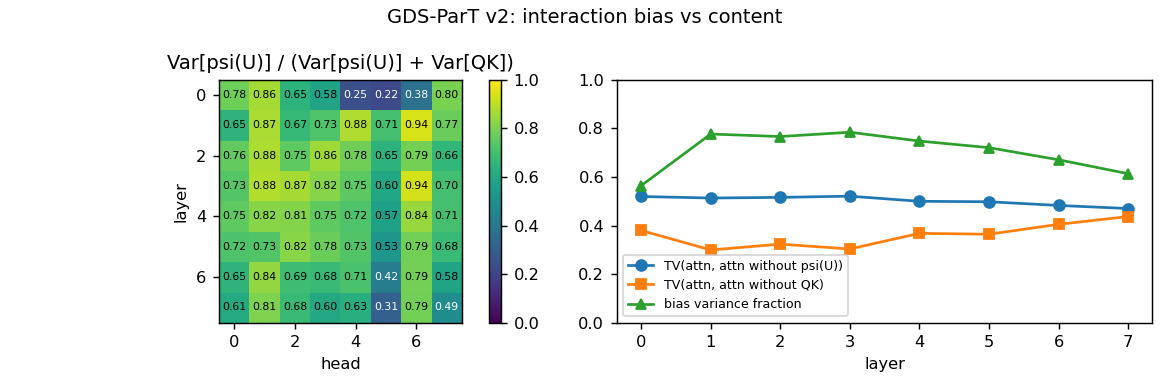 GDS-ParT v2: interaction bias vs content
Var[psi(U)] / (Var[psi(U)] + Var[QK])
0 2 4 6
layer
0.78 0.86 0.65 0.58 0.25 0.22 0.38 0.80
0.65 0.87 0.67 0.73 0.88 0.71 0.94 0.77
0.76 0.88 0.75 0.86 0.78 0.65 0.79 0.66
0.73 0.88 0.87 0.82 0.75 0.60 0.94 0.70
0.75 0.82 0.81 0.75 0.72 0.57 0.84 0.71
0.72 0.73 0.82 0.78 0.73 0.53 0.79 0.68
0.65 0.84 0.69 0.68 0.71 0.42 0.79 0.58
0.61 0.81 0.68 0.60 0.63 0.31 0.79 0.49
0 2 4 6
head
1.0
0.8
0.6
0.4
0.2
0.0
1.0
0.8
0.6
0.4
0.2
0.0
TV(attn, attn without psi(U))
TV(attn, attn without QK)
bias variance fraction
0 1 2 3 4 5 6 7
layer